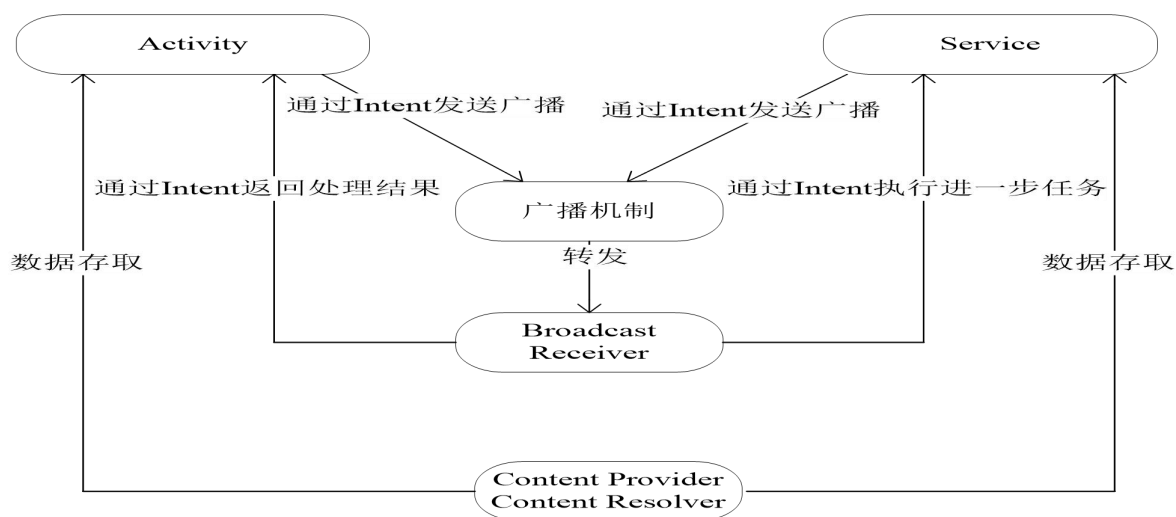 Activity
Service
通过Intent发送广播
通过Intent发送广播
通过Intent返回处理结果
通过Intent执行进一步任务
广播机制
数据存取
转发
数据存取
Broadcast
Receiver
Content Provider
Content Resolver